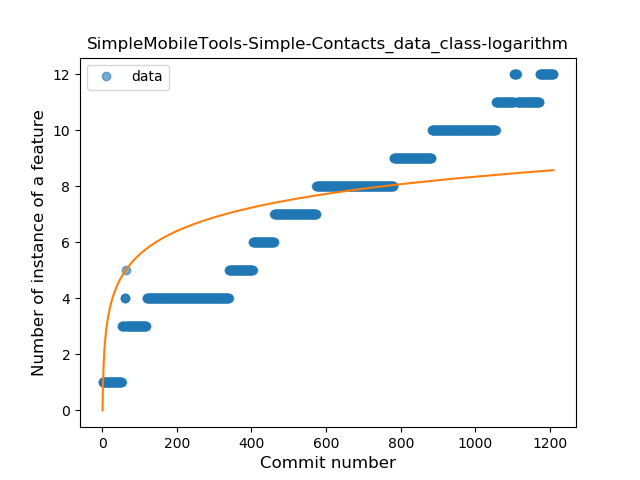 SimpleMobileTools-Simple-Contacts_data_class-logarithm
data
Number of instance of a feature
12
10
8
6
4
2
0
0 200 400 600 800 1000 1200
Commit number